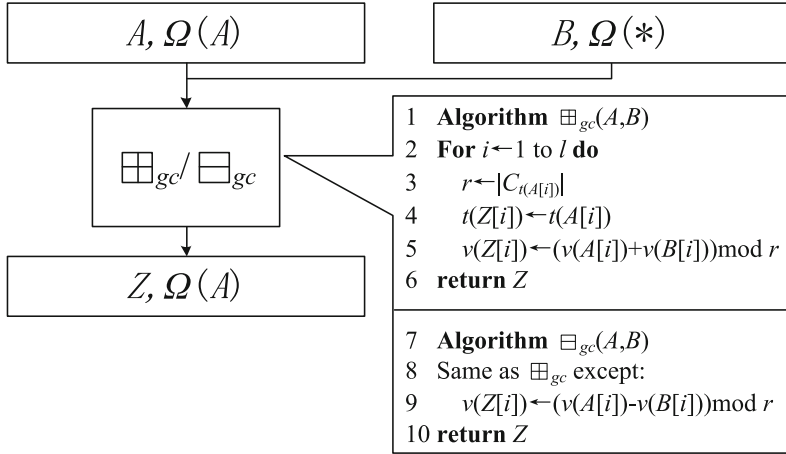 A, Ω(A)
B, Ω(*)
⊞gc/ ⊟gc
Z, Ω(A)
1 Algorithm ⊞gc(A,B)
2 For i←1 to l do
3 r←|Ct(A[i])|
4 t(Z[i])←t(A[i])
5 v(Z[i])←(v(A[i])+v(B[i]))mod r
6 return Z
7 Algorithm ⊟gc(A,B)
8 Same as ⊞gc except:
9 v(Z[i])←(v(A[i])-v(B[i]))mod r
10 return Z